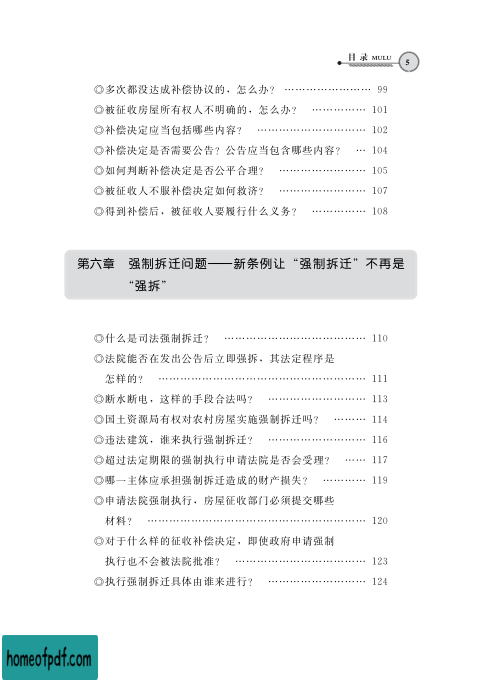 目 录 MULU 5
◎多次都没达成补偿协议的，怎么办？ …………………… 99
◎被征收房屋所有权人不明确的，怎么办？ …………… 101
◎补偿决定应当包括哪些内容？ ………………………… 102
◎补偿决定是否需要公告？公告应当包含哪些内容？ … 104
◎如何判断补偿决定是否公平合理？ …………………… 105
◎被征收人不服补偿决定如何救济？ …………………… 107
◎得到补偿后，被征收人要履行什么义务？ …………… 108
第六章 强制拆迁问题——新条例让“强制拆迁”不再是
“强拆”
◎什么是司法强制拆迁？ ………………………………… 110
◎法院能否在发出公告后立即强拆，其法定程序是
怎样的？ ………………………………………………… 111
◎断水断电，这样的手段合法吗？ ……………………… 113
◎国土资源局有权对农村房屋实施强制拆迁吗？ ……… 114
◎违法建筑，谁来执行强制拆迁？ ……………………… 116
◎超过法定期限的强制执行申请法院是否会受理？ …… 117
◎哪一主体应承担强制拆迁造成的财产损失？ ………… 119
◎申请法院强制执行，房屋征收部门必须提交哪些
材料？ …………………………………………………… 120
◎对于什么样的征收补偿决定，即使政府申请强制
执行也不会被法院批准？ ……………………………… 123
◎执行强制拆迁具体由谁来进行？ ……………………… 124
homeofpdf.com